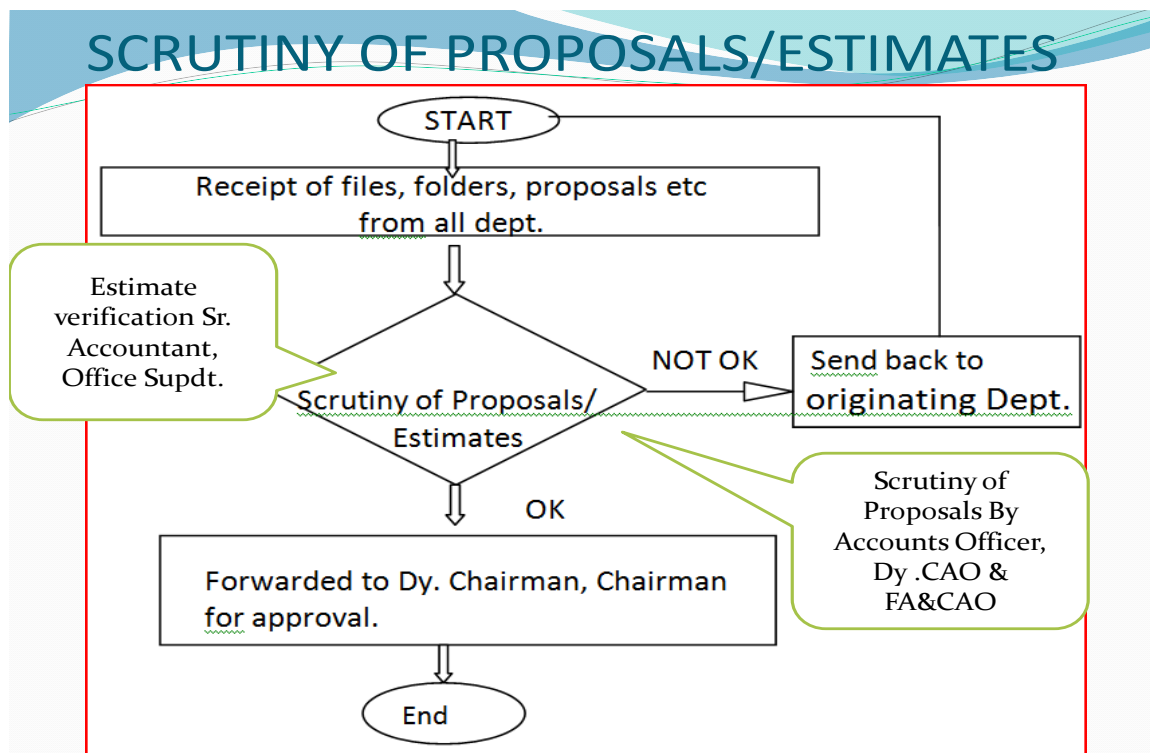 SCRUTINY OF PROPOSALS/ESTIMATES
START
Receipt of files, folders, proposals etc
from all dept.
Estimate
verification Sr.
Accountant,
Office Supdt.
Scrutiny of Proposals/
Estimates
NOT OK
Send back to
originating Dept.
OK
Scrutiny of
Proposals By
Accounts Officer,
Dy .CAO &
FA&CAO
Forwarded to Dy. Chairman, Chairman
for approval.
End